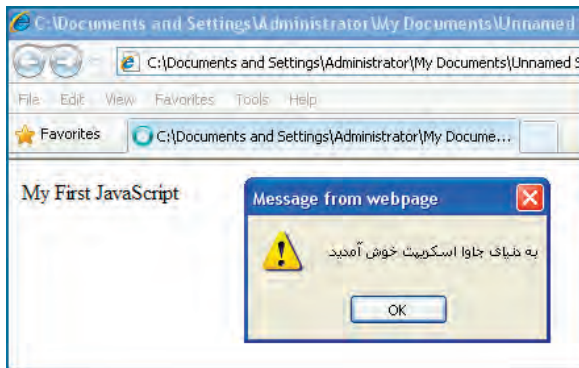 C:\Documents and Settings\Administrator\My Documents\Unnamed
C:\Documents and Settings\Administrator\My Documents\Unnamed S
File Edit View Favorites Tools Help
Favorites C:\Documents and Settings\Administrator\My Docume...
My First JavaScript
Message from webpage
به دنیای جاوا اسکریپت خوش آمدید
OK